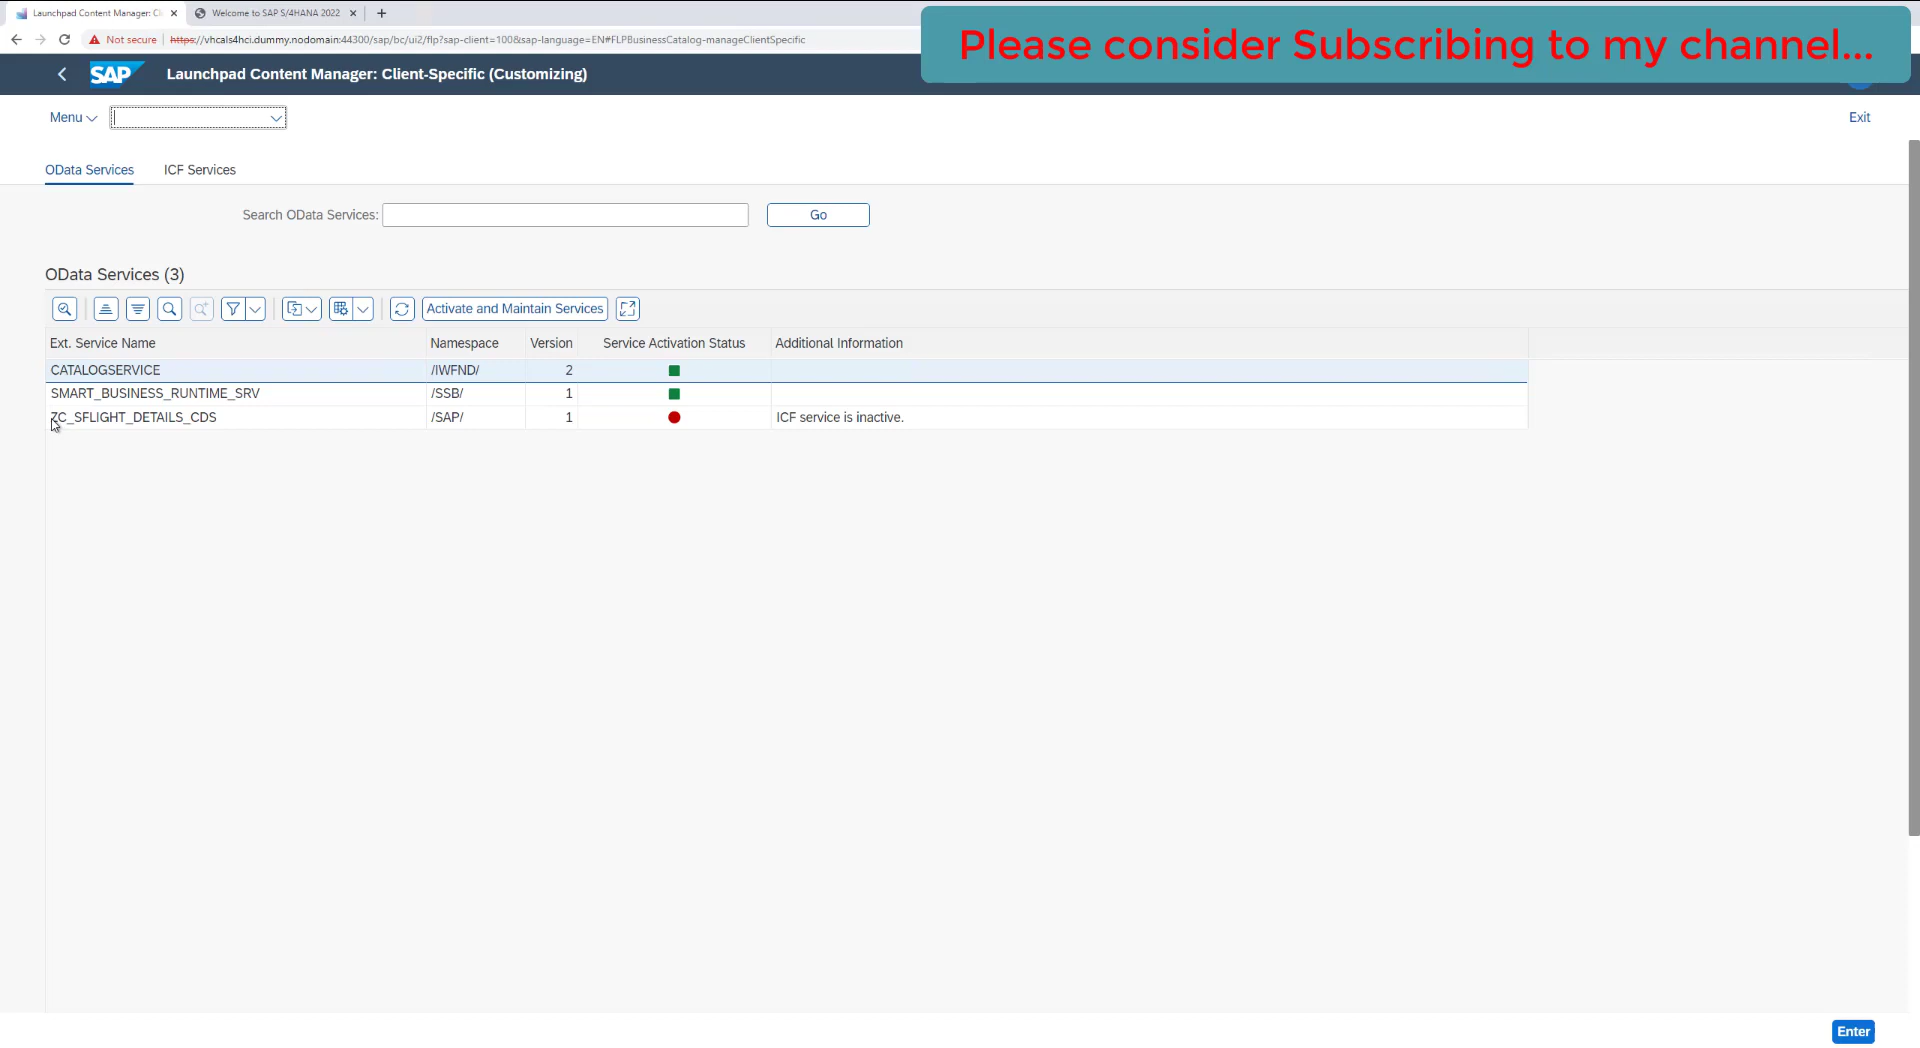 Launchpad Content Manager: Cl
Welcome to SAP S/4HANA 2022
Not secure
https://vhcals4hci.dummy.nodomain:44300/sap/bc/ui2/flp?sap-client=100&sap-language=EN#FLPBusinessCatalog-manageClientSpecific
Please consider Subscribing to my channel...
SAP
Launchpad Content Manager: Client-Specific (Customizing)
Menu
Exit
OData Services
ICF Services
Search OData Services:
Go
OData Services (3)
Activate and Maintain Services
Ext. Service Name Namespace Version Service Activation Status Additional Information
CATALOGSERVICE /IWFND/ 2
SMART_BUSINESS_RUNTIME_SRV /SSB/ 1
ZC_SFLIGHT_DETAILS_CDS /SAP/ 1 ICF service is inactive.
Enter